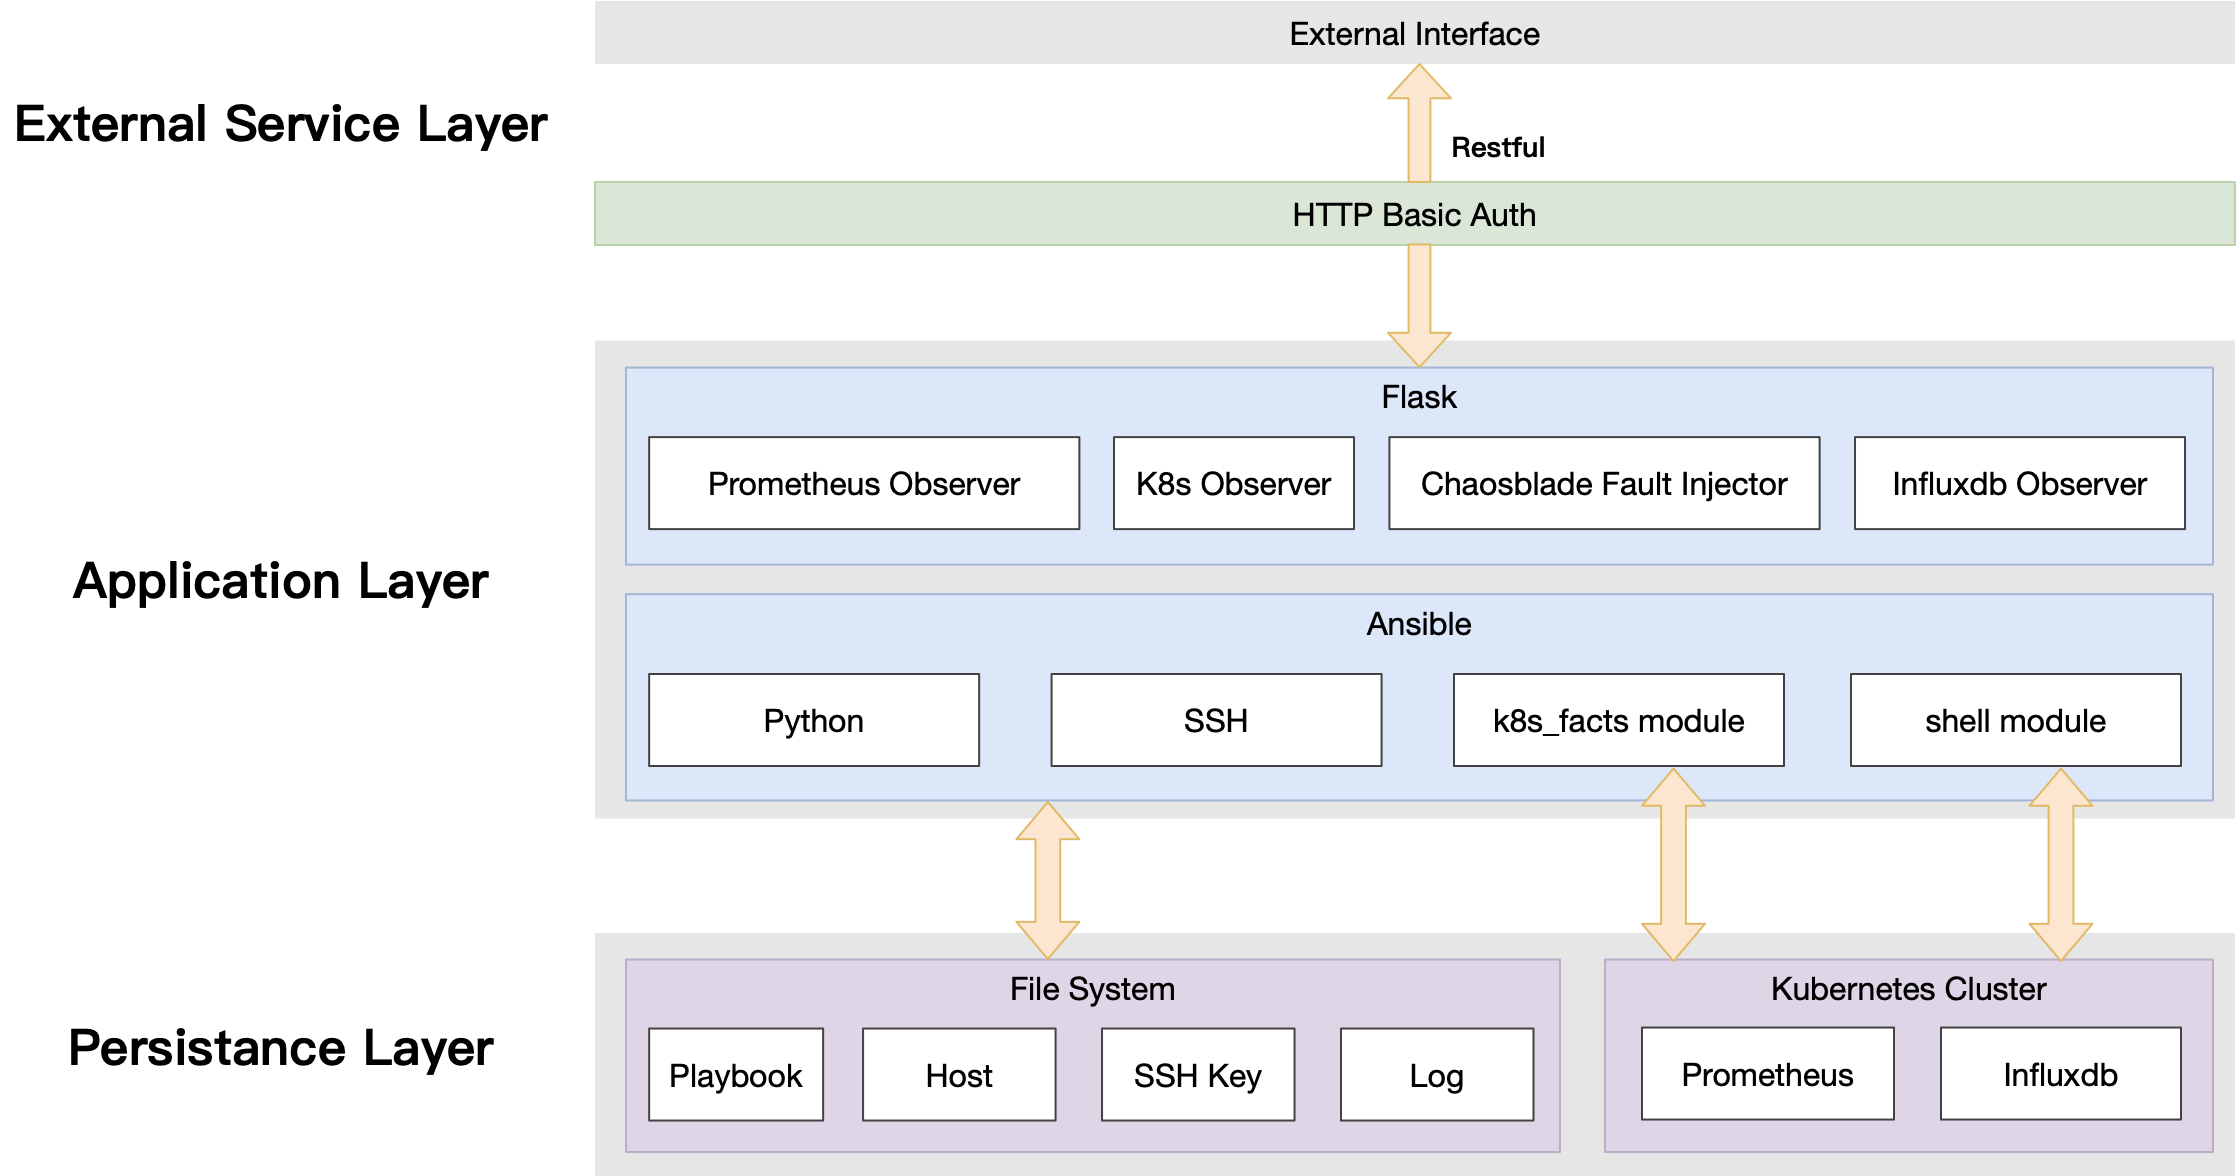 External Interface
External Service Layer
Restful
HTTP Basic Auth
Flask
Prometheus Observer
K8s Observer
Chaosblade Fault Injector
Influxdb Observer
Application Layer
Ansible
Python
SSH
k8s_facts module
shell module
File System
Kubernetes Cluster
Persistance Layer
Playbook
Host
SSH Key
Log
Prometheus
Influxdb